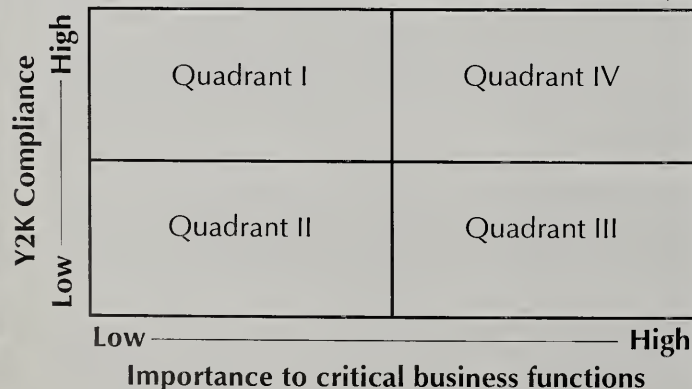 High
Quadrant I
Quadrant IV
Y2K Compliance
Quadrant II
Quadrant III
Low
Low
High
Importance to critical business functions